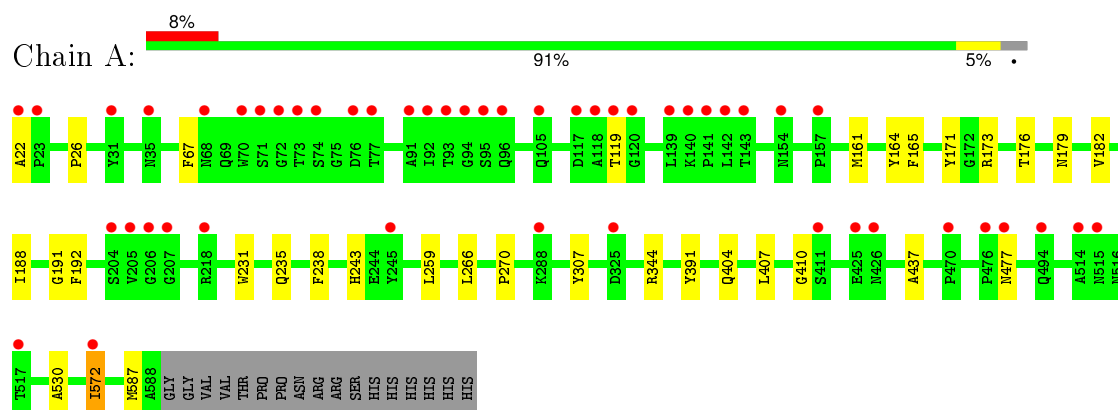 8%
Chain A:
91%
5%
•
A22 P23 P26 Y31 N35 F67 N68 Q69 W70 S71 G72 T73 S74 G75 D76 T77 A91 I92 T93 G94 S95 Q96 Q105 D117 A118 T119 G120 L139 K140 P141 L142 T143 N154 P157 M161 Y164 F165 Y171 G172 R173 T176 N179 V182
I188 G191 F192 S204 V205 G206 G207 R218 W231 Q235 F238 H243 E244 Y245 L259 L266 P270 K288 Y307 D325 R344 Y391 Q404 L407 G410 S411 E425 N426 A437 P470 P476 N477 Q494 A514 N515 N516
T517 A530 I572 M587 A588 GLY GLY VAL VAL THR PRO PRO ASN ARG ARG SER HIS HIS HIS HIS HIS HIS